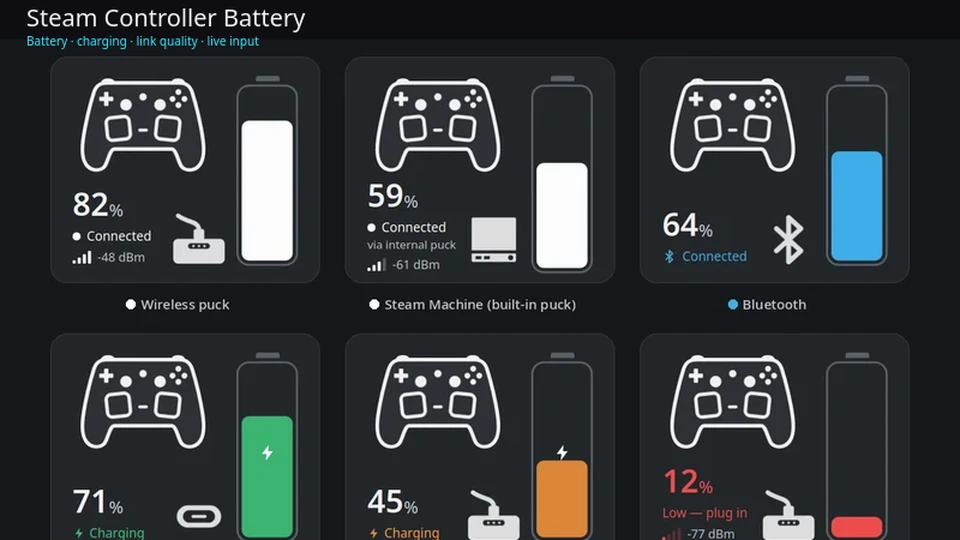 Steam Controller Battery
Battery · charging · link quality · live input
82%
Connected
-48 dBm
Wireless puck
59%
Connected
via internal puck
-61 dBm
Steam Machine (built-in puck)
64%
Connected
Bluetooth
71%
Charging
45%
Charging
12%
Low — plug in
-77 dBm